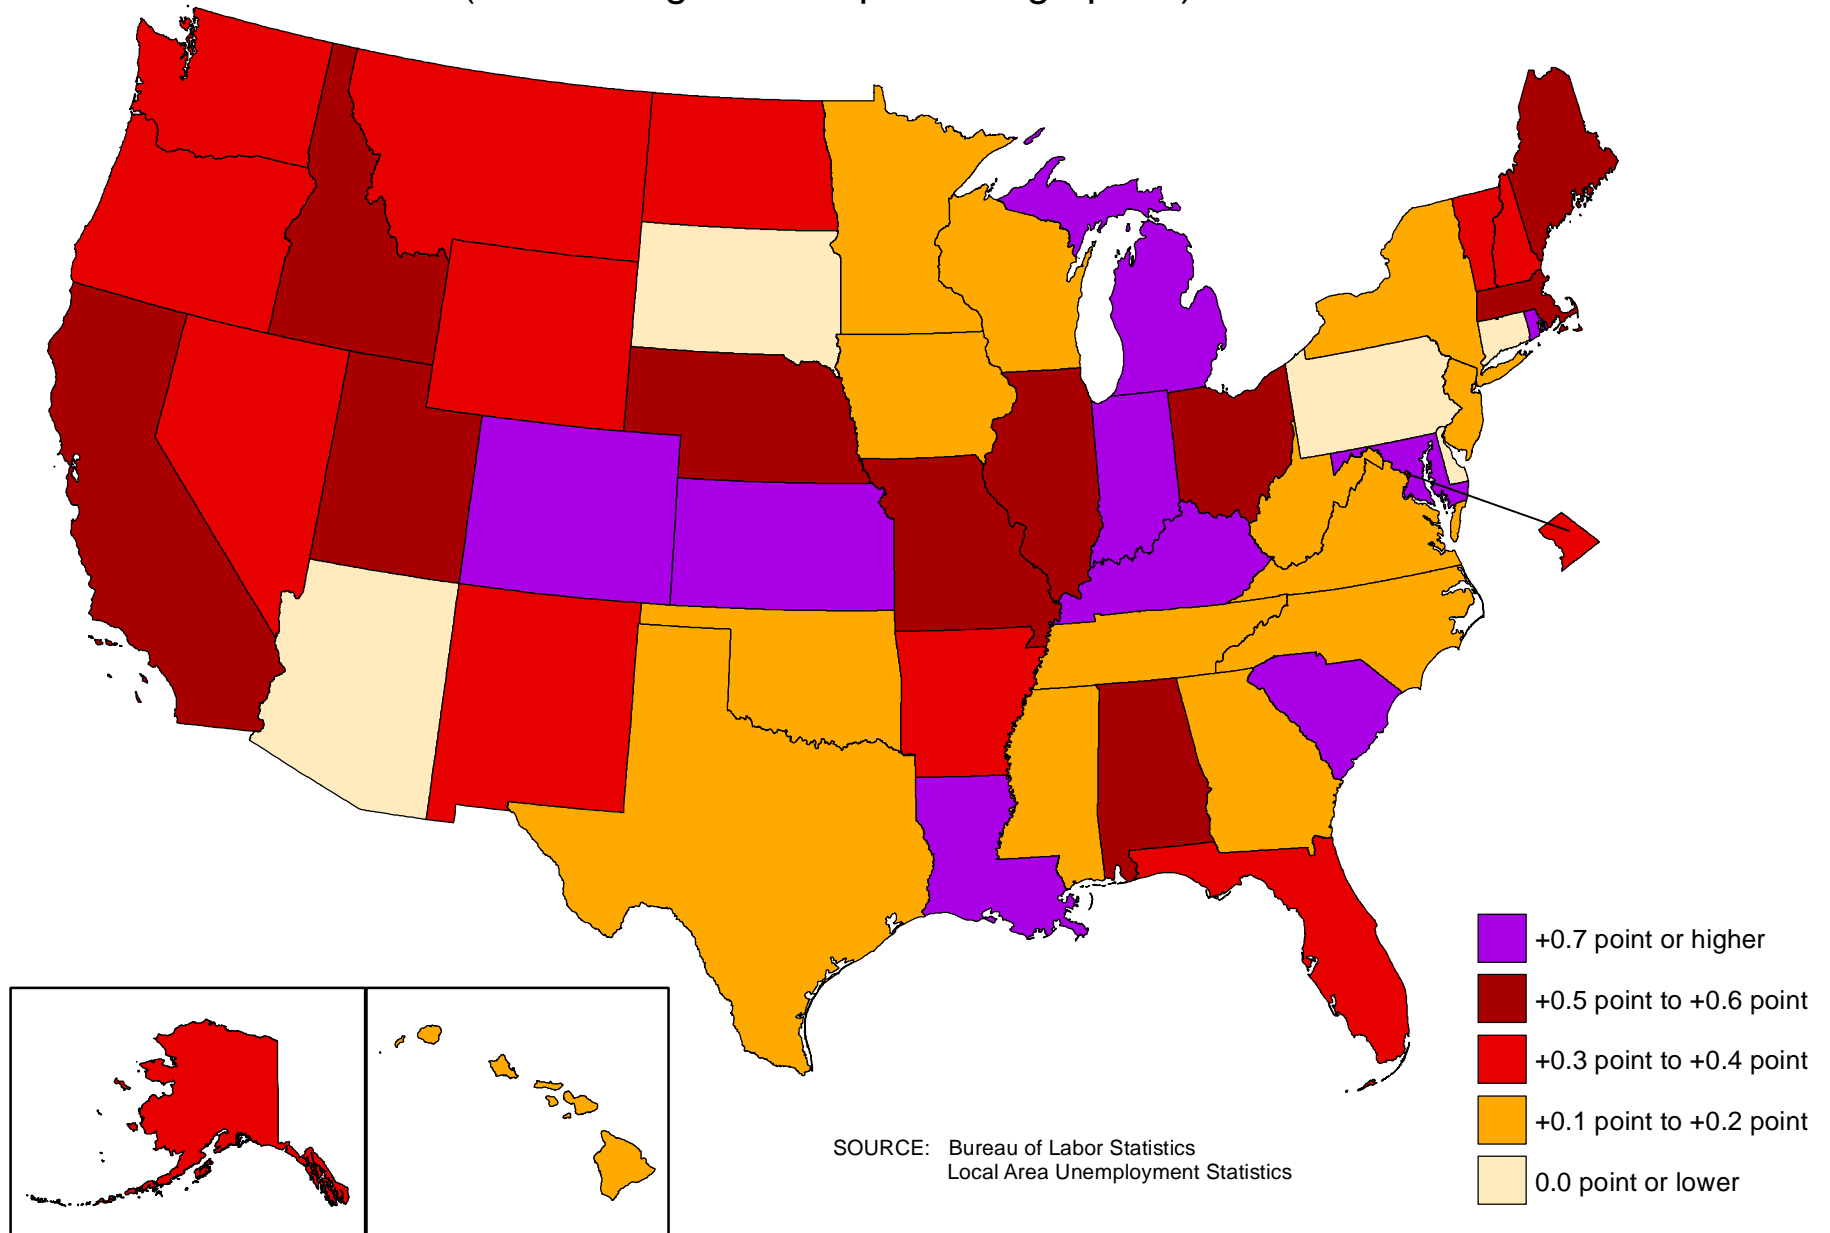 +0.7 point or higher
+0.5 point to +0.6 point
+0.3 point to +0.4 point
+0.1 point to +0.2 point
0.0 point or lower
SOURCE: Bureau of Labor Statistics
Local Area Unemployment Statistics